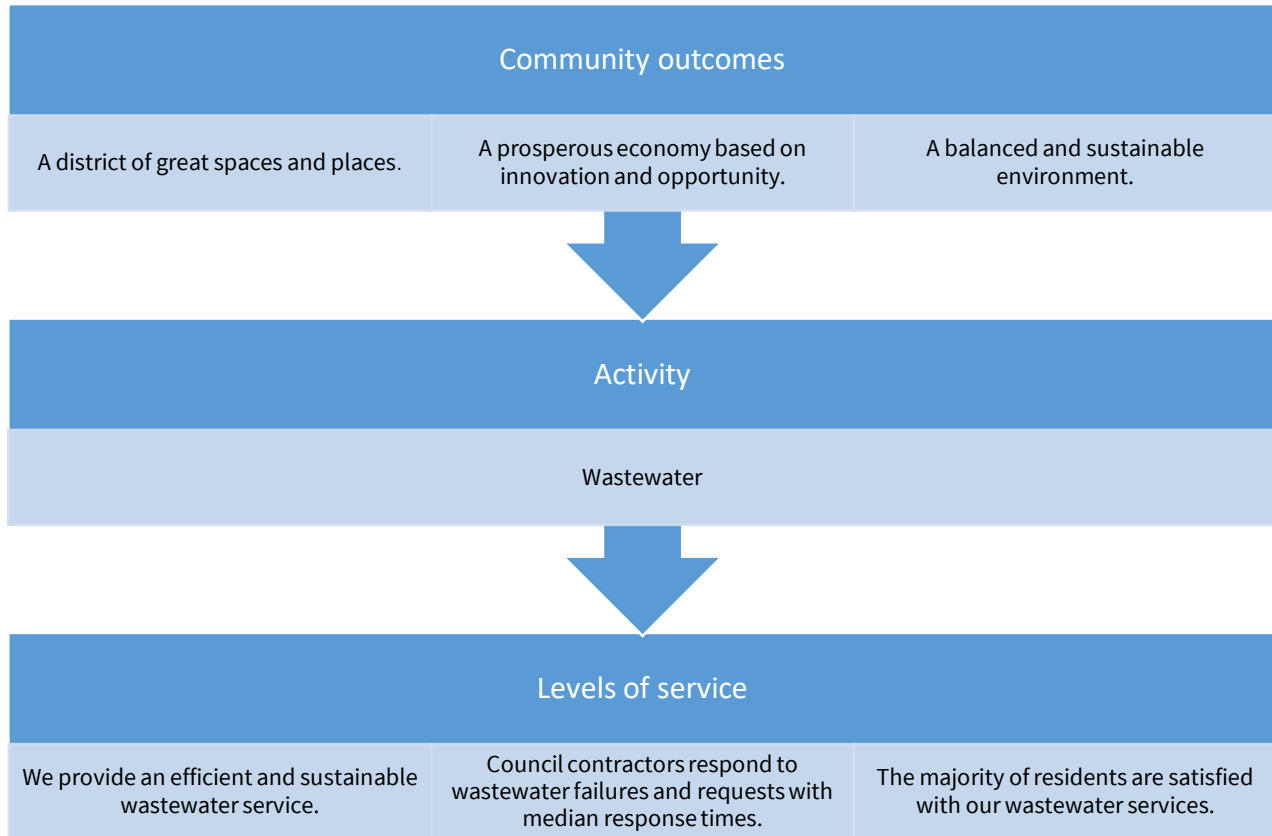 Community outcomes
A district of great spaces and places.
A prosperous economy based on
innovation and opportunity.
A balanced and sustainable
environment.
Activity
Wastewater
Levels of service
We provide an efficient and sustainable
wastewater service.
Council contractors respond to
wastewater failures and requests with
median response times.
The majority of residents are satisfied
with our wastewater services.